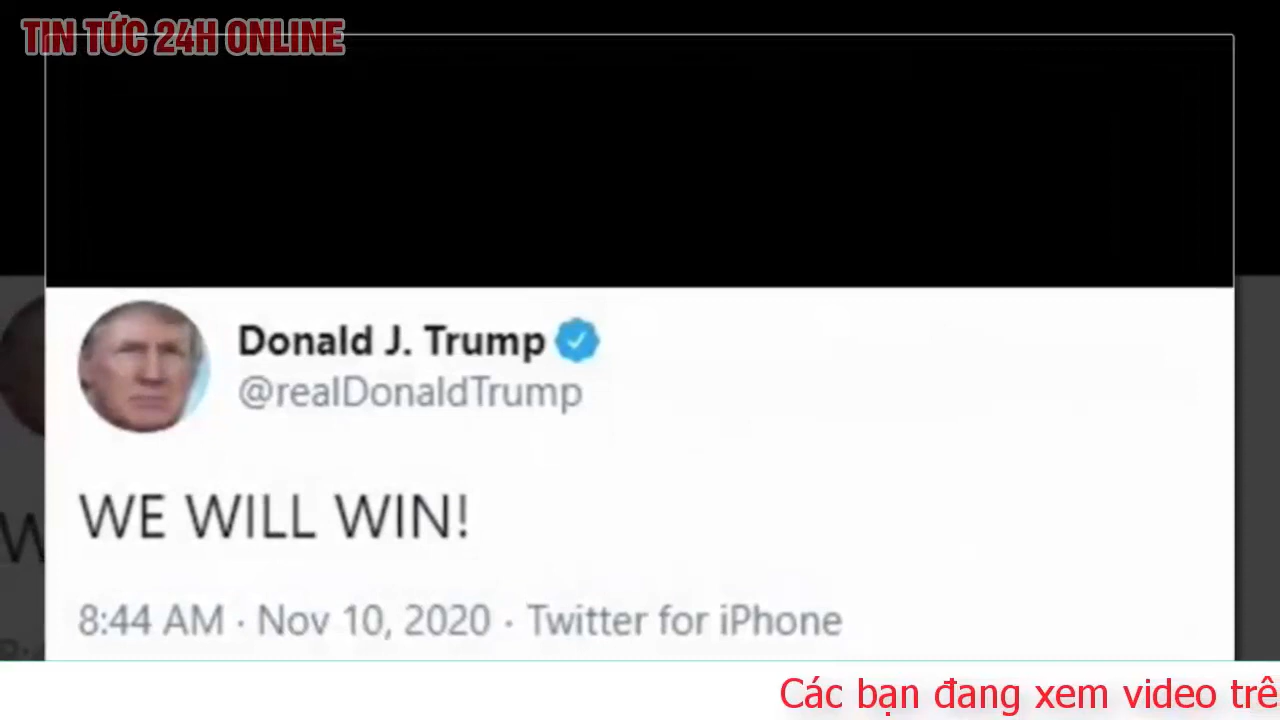 TIN TỨC 24H ONLINE
Donald J. Trump
@realDonaldTrump
WE WILL WIN!
8:44 AM · Nov 10, 2020 · Twitter for iPhone
Các bạn đang xem video trê